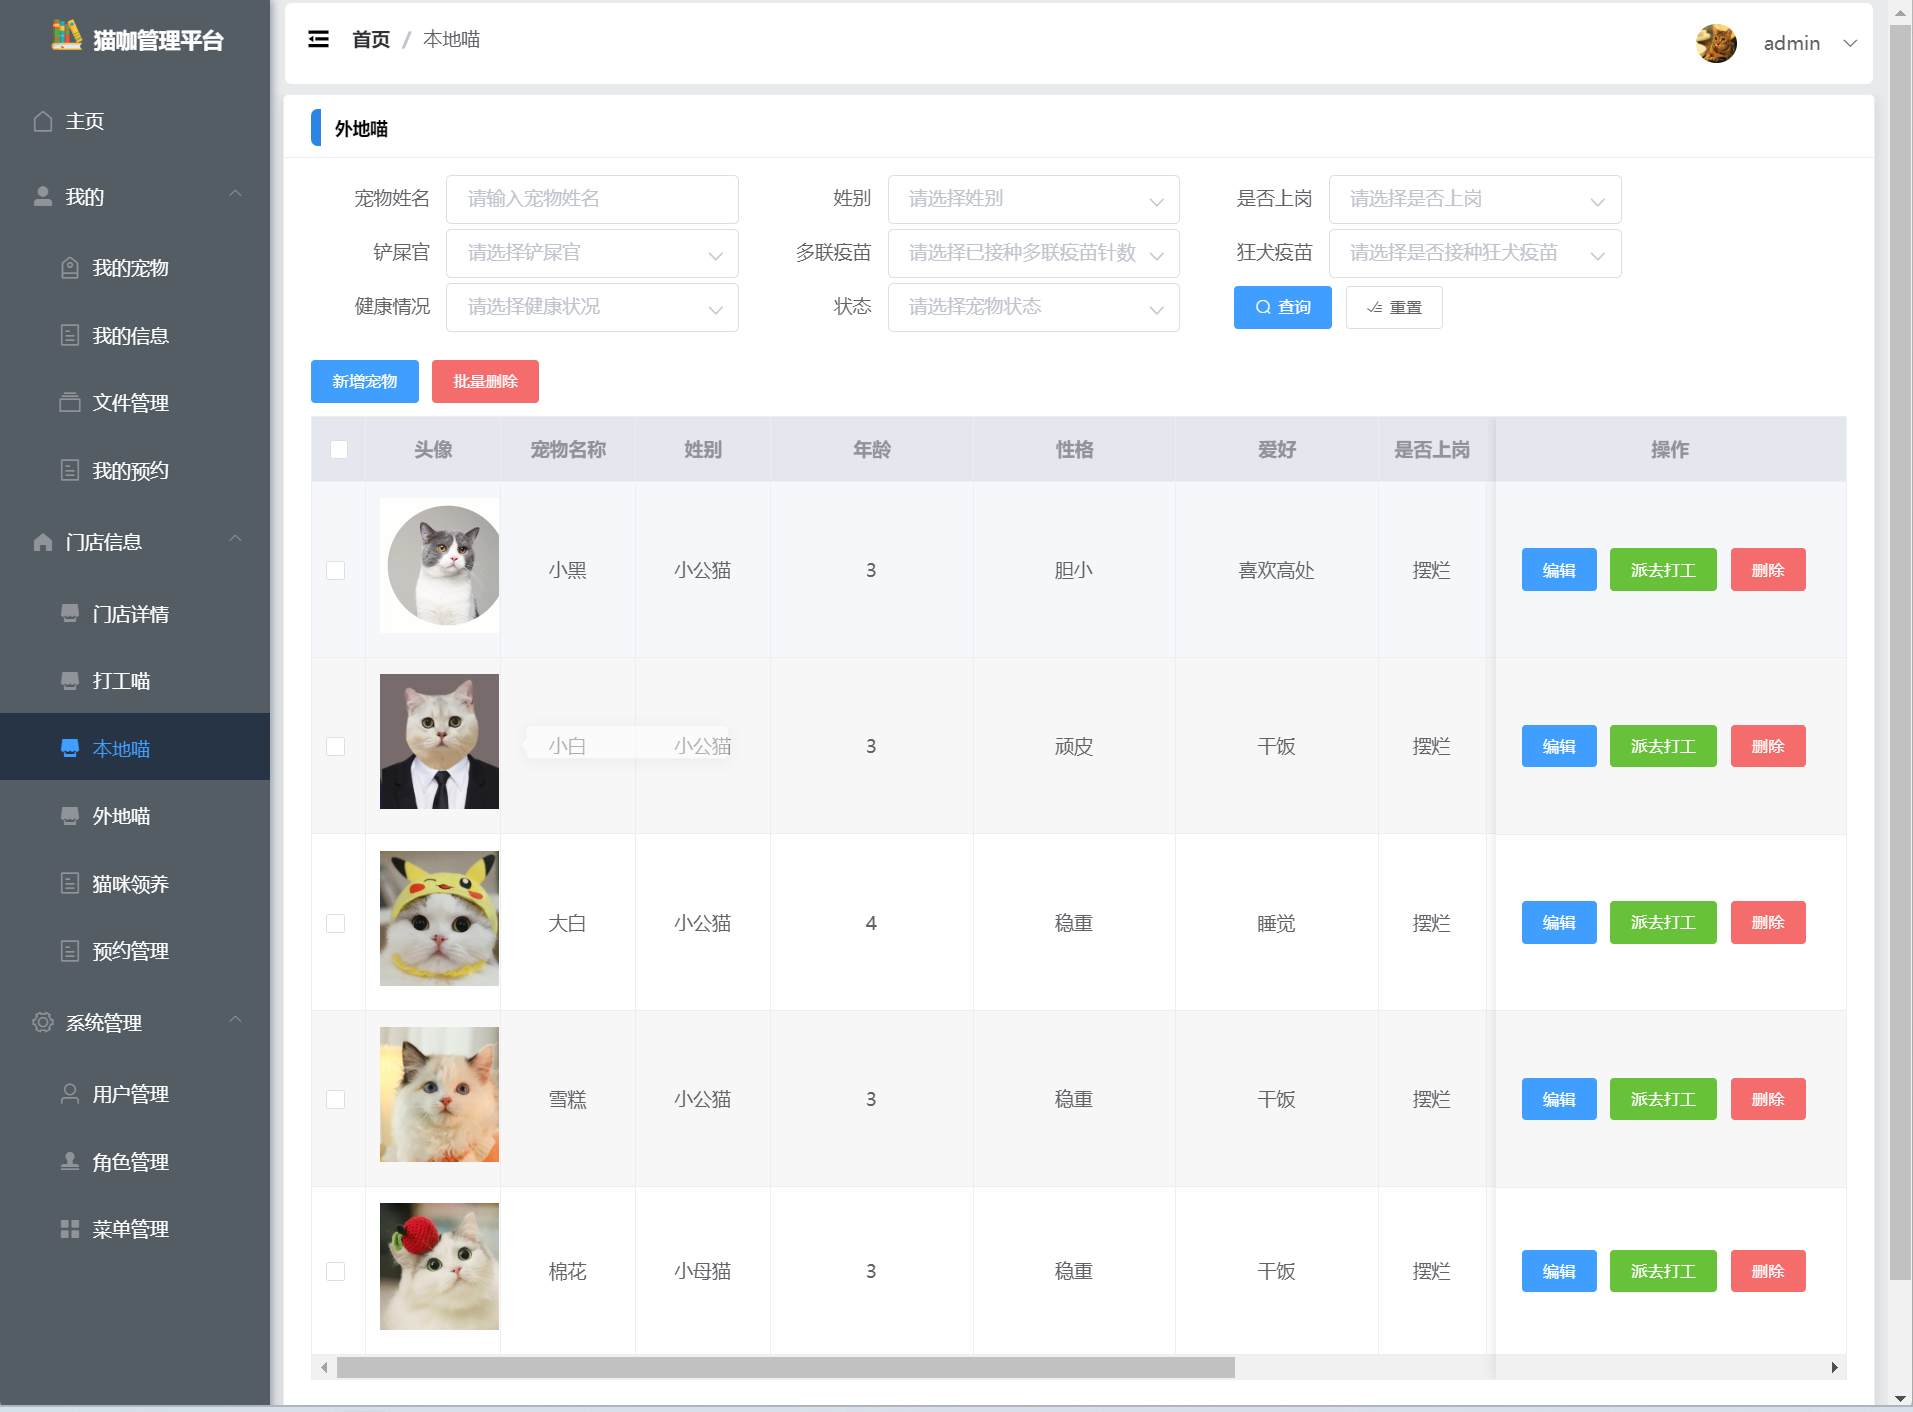 猫咖管理平台
主页
我的
我的宠物
我的信息
文件管理
我的预约
门店信息
门店详情
打工喵
本地喵
外地喵
猫咪领养
预约管理
系统管理
用户管理
角色管理
菜单管理
首页 / 本地喵
admin
外地喵
宠物姓名 请输入宠物姓名 姓别 请选择姓别 是否上岗 请选择是否上岗
铲屎官 请选择铲屎官 多联疫苗 请选择已接种多联疫苗针数 狂犬疫苗 请选择是否接种狂犬疫苗
健康情况 请选择健康状况 状态 请选择宠物状态 查询 重置
新增宠物 批量删除
头像 宠物名称 姓别 年龄 性格 爱好 是否上岗 操作
小黑 小公猫 3 胆小 喜欢高处 摆烂 编辑 派去打工 删除
小白 小公猫 3 顽皮 干饭 摆烂 编辑 派去打工 删除
大白 小公猫 4 稳重 睡觉 摆烂 编辑 派去打工 删除
雪糕 小公猫 3 稳重 干饭 摆烂 编辑 派去打工 删除
棉花 小母猫 3 稳重 干饭 摆烂 编辑 派去打工 删除